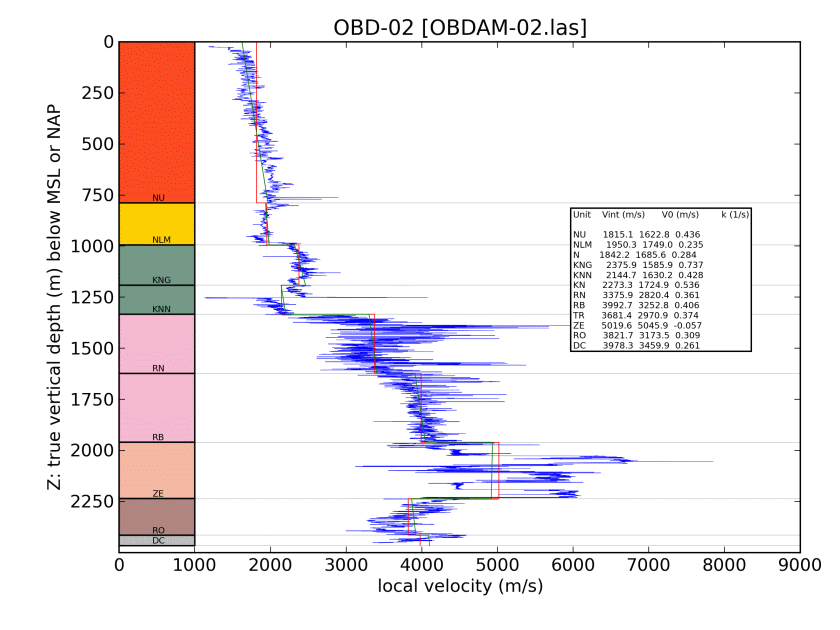 OBD-02 [OBDAM-02.las]
Z: true vertical depth (m) below MSL or NAP
0
250
500
750
1000
1250
1500
1750
2000
2250
NU
NLM
KNG
KNN
RN
RB
ZE
RO
DC
Unit Vint (m/s) V0 (m/s) k (1/s)
NU 1815.1 1622.8 0.436
NLM 1950.3 1749.0 0.235
N 1842.2 1685.6 0.284
KNG 2375.9 1585.9 0.737
KNN 2144.7 1630.2 0.428
KN 2273.3 1724.9 0.536
RN 3375.9 2820.4 0.361
RB 3992.7 3252.8 0.406
TR 3681.4 2970.9 0.374
ZE 5019.6 5045.9 -0.057
RO 3821.7 3173.5 0.309
DC 3978.3 3459.9 0.261
0 1000 2000 3000 4000 5000 6000 7000 8000 9000
local velocity (m/s)